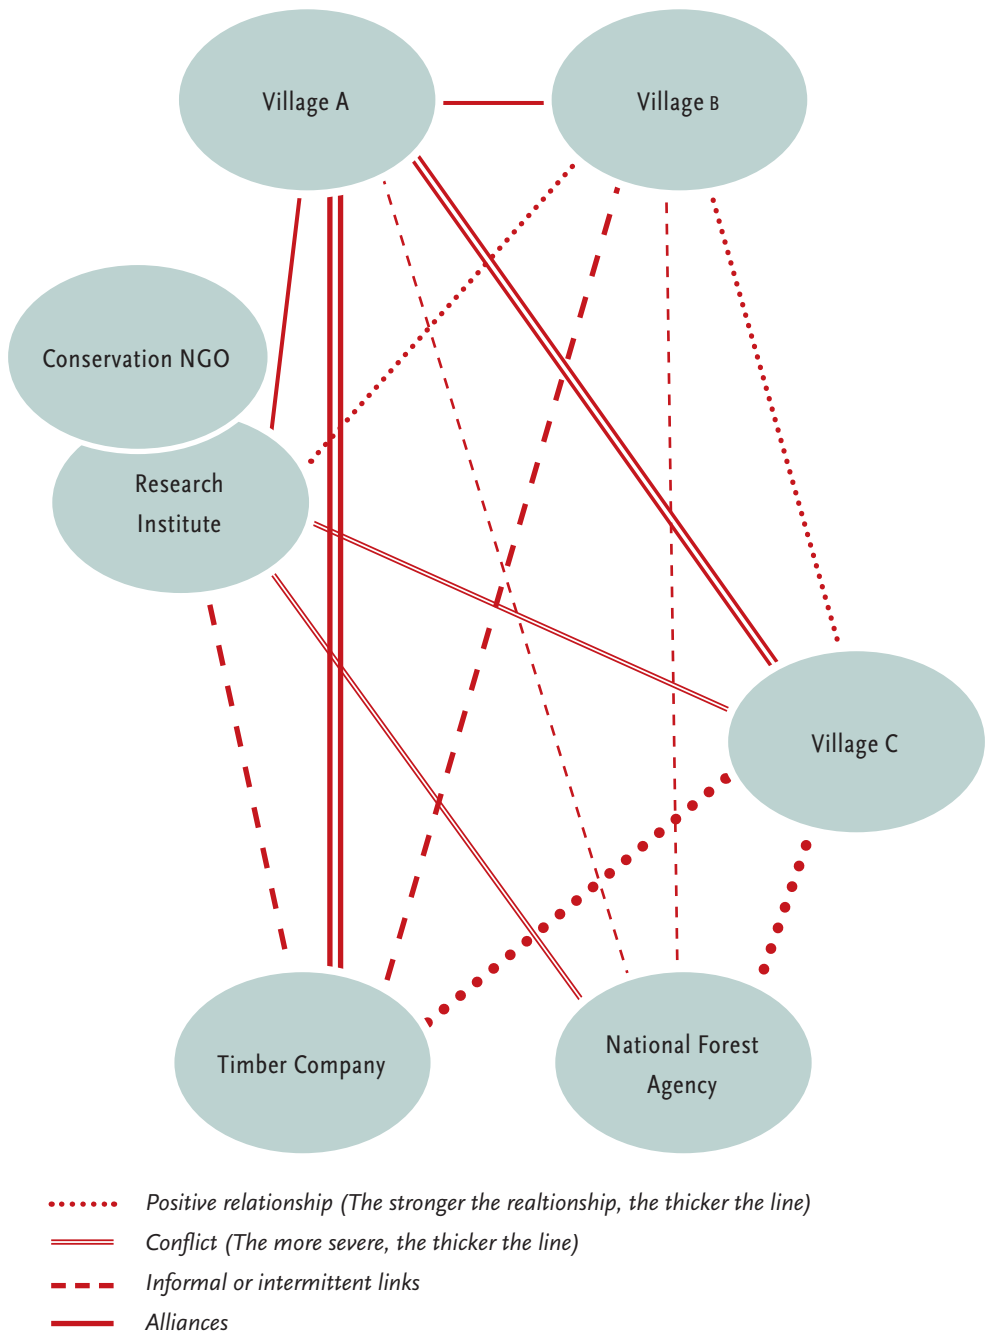 Village A
Village B
Conservation NGO
Research
Institute
Village C
Timber Company
National Forest
Agency
Positive relationship (The stronger the realtionship, the thicker the line)
Conflict (The more severe, the thicker the line)
Informal or intermittent links
Alliances